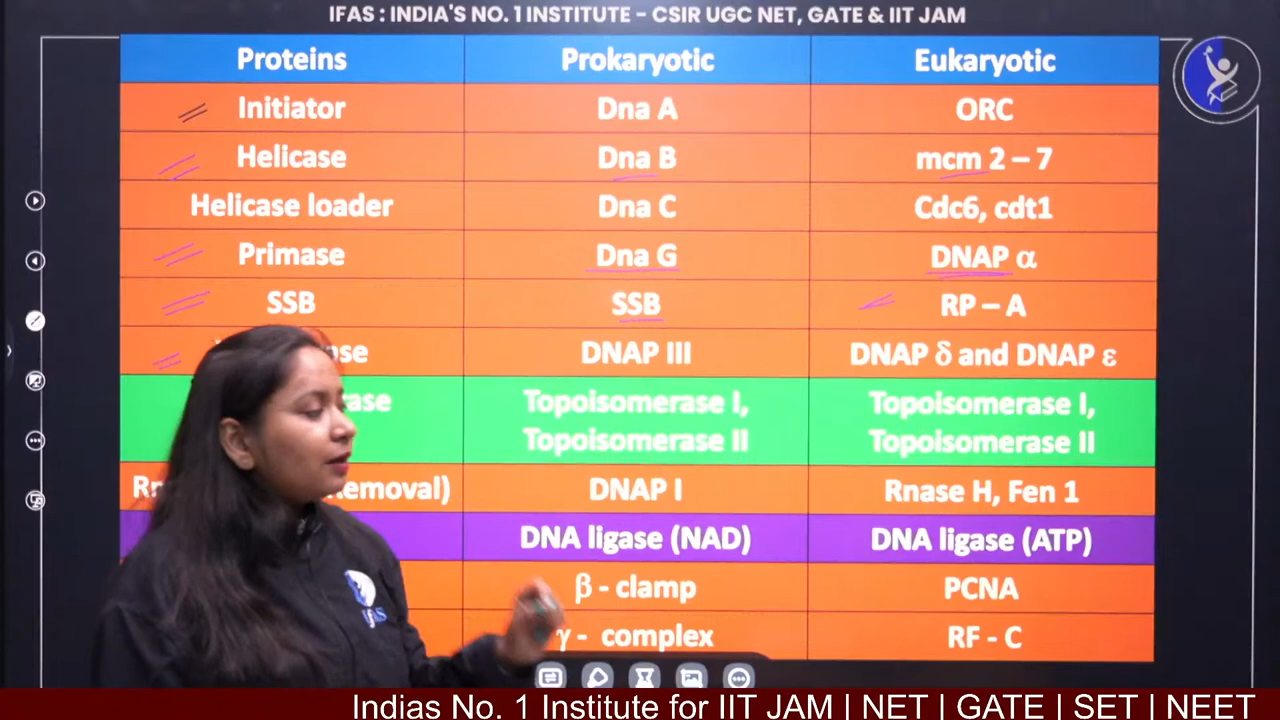 IFAS : INDIA'S NO. 1 INSTITUTE - CSIR UGC NET, GATE & IIT JAM
Proteins Prokaryotic Eukaryotic
Initiator Dna A ORC
Helicase Dna B mcm 2 – 7
Helicase loader Dna C Cdc6, cdt1
Primase Dna G DNAP α
SSB SSB RP – A
DNAP III DNAP δ and DNAP ε
Topoisomerase I, Topoisomerase I,
Topoisomerase II Topoisomerase II
DNAP I Rnase H, Fen 1
DNA ligase (NAD) DNA ligase (ATP)
β - clamp PCNA
γ - complex RF - C
IFAS
Indias No. 1 Institute for IIT JAM | NET | GATE | SET | NEET